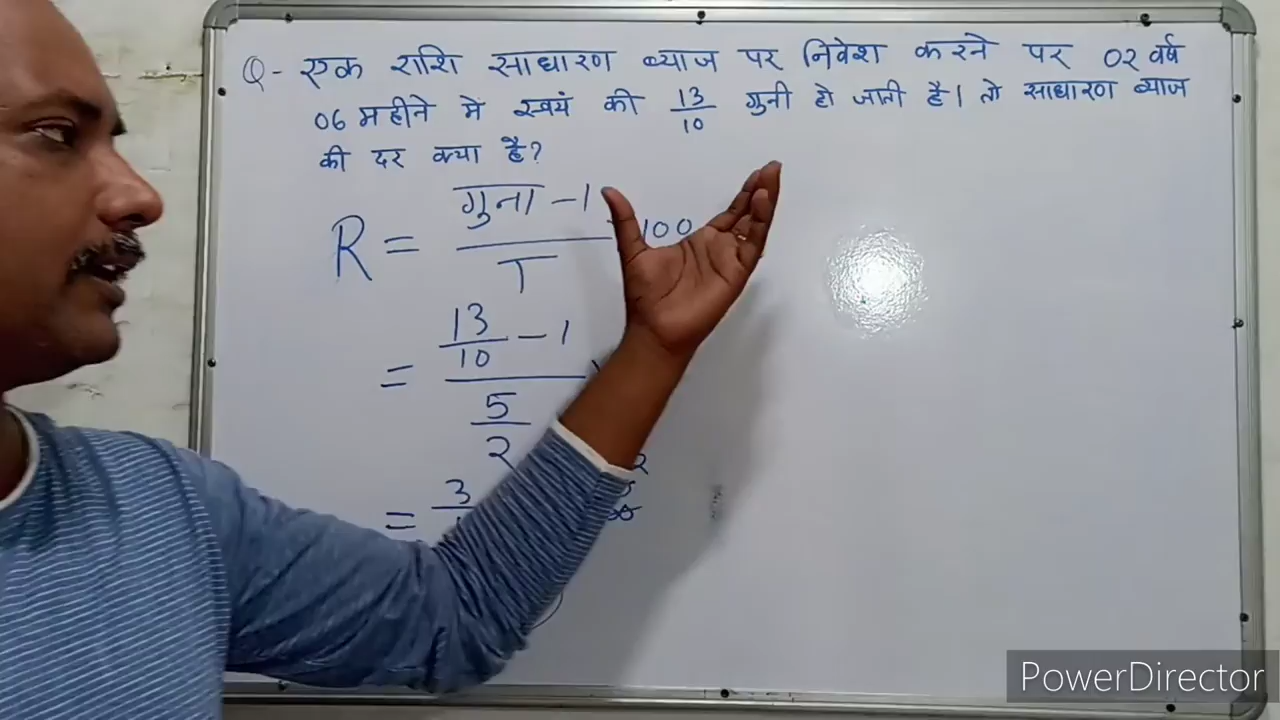 Q- एक राशि साधारण ब्याज पर निवेश करने पर 02 वर्ष
06 महीने मे स्वयं की 13/10 गुनी हो जाती है। तो साधारण ब्याज
की दर क्या है?
R = गुना - 1 / T 100
= 13/10 - 1 / 5/2
= 3
PowerDirector